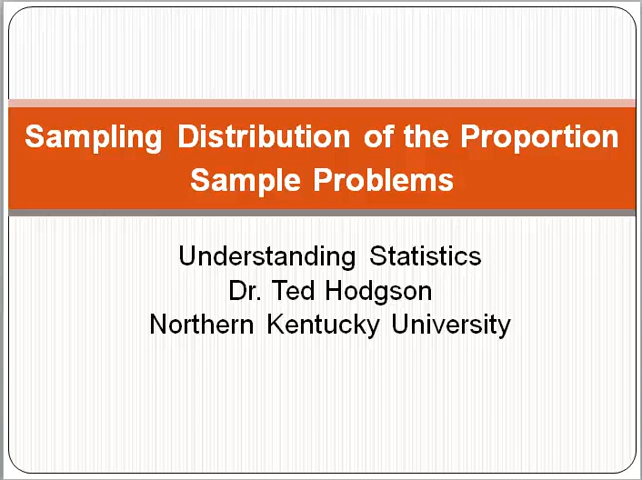 Sampling Distribution of the Proportion
Sample Problems
Understanding Statistics
Dr. Ted Hodgson
Northern Kentucky University